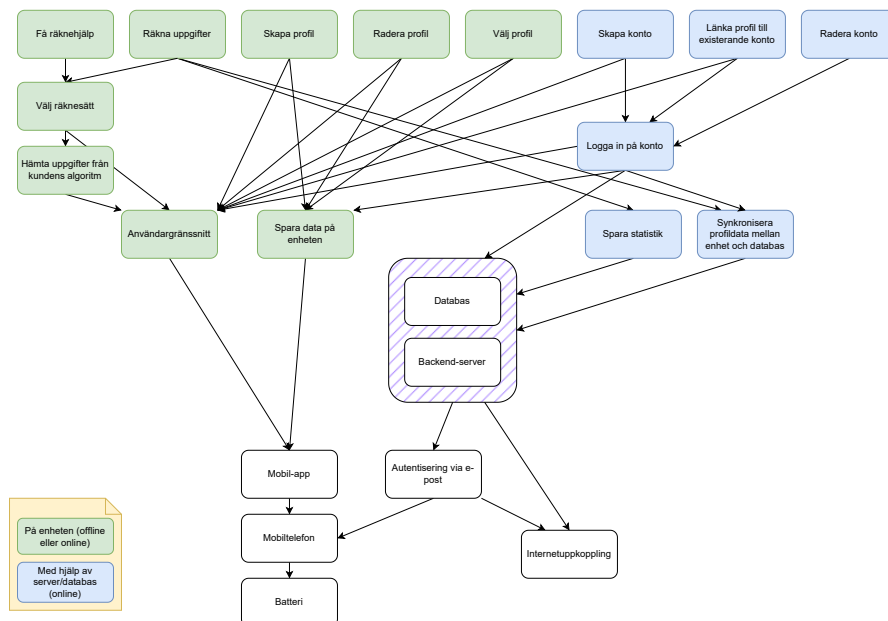 Få räknehjälp
Räkna uppgifter
Skapa profil
Radera profil
Välj profil
Skapa konto
Länka profil till
existerande konto
Radera konto
Välj räknesätt
Logga in på konto
Hämta uppgifter från
kundens algoritm
Användargränssnitt
Spara data på
enheten
Spara statistik
Synkronisera
profildata mellan
enhet och databas
Databas
Backend-server
Mobil-app
Autentisering via e-
post
Mobiltelefon
Internetuppkoppling
Batteri
På enheten (offline
eller online)
Med hjälp av
server/databas
(online)